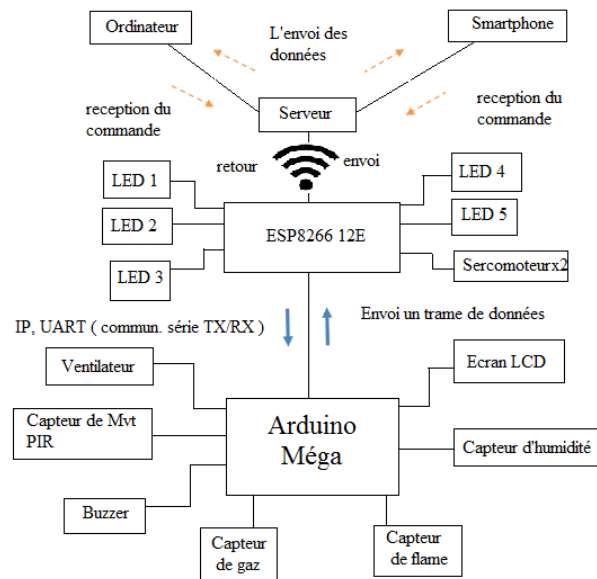 Ordinateur
L'envoi des
données
Smartphone
reception du
commande
Serveur
reception du
commande
retour
envoi
LED 1
LED 4
LED 2
ESP8266 12E
LED 5
LED 3
Sercomoteurx2
IP, UART ( commun. série TX/RX )
Envoi un trame de données
Ventilateur
Ecran LCD
Capteur de Mvt
PIR
Arduino
Méga
Capteur d'humidité
Buzzer
Capteur
de gaz
Capteur
de flame